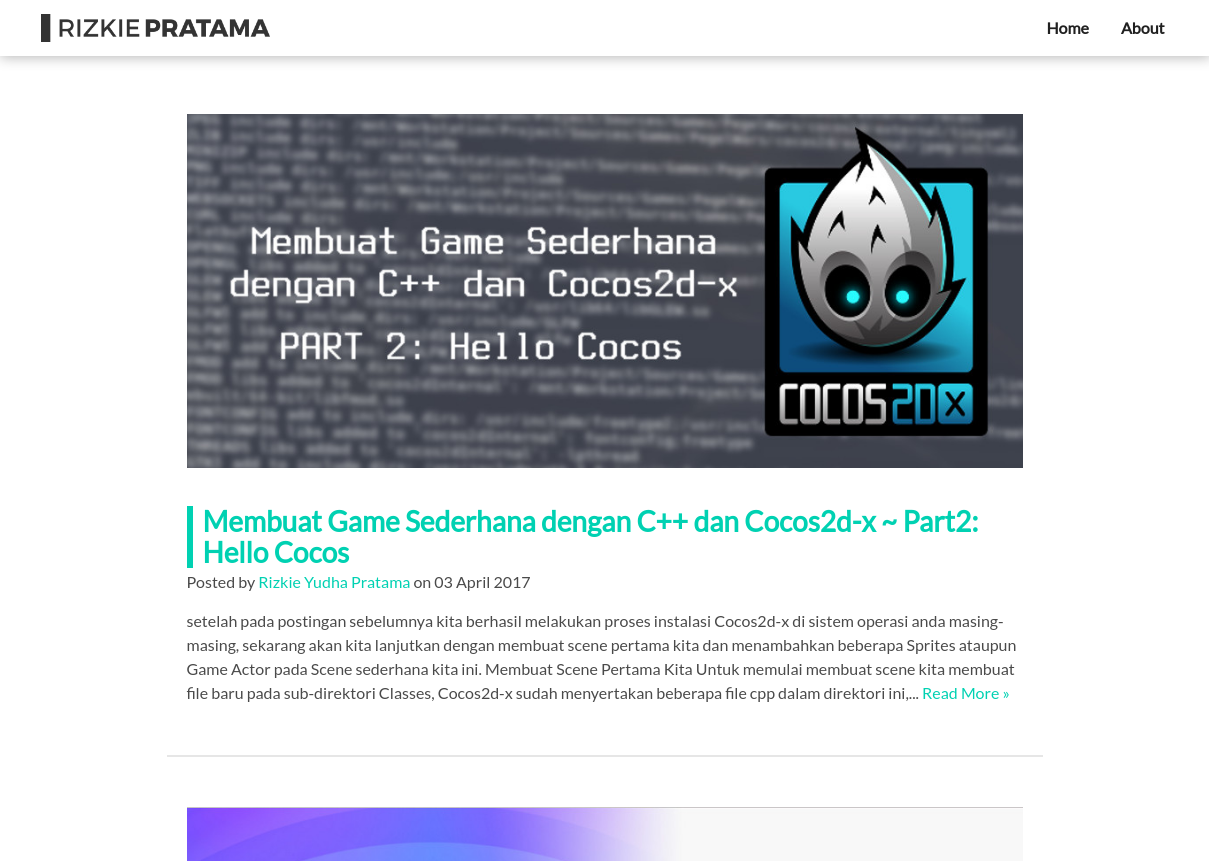 RIZKIE PRATAMA
Home
About
Membuat Game Sederhana
dengan C++ dan Cocos2d-x
PART 2: Hello Cocos
COCOS2DX
Membuat Game Sederhana dengan C++ dan Cocos2d-x ~ Part2:
Hello Cocos
Posted by Rizkie Yudha Pratama on 03 April 2017
setelah pada postingan sebelumnya kita berhasil melakukan proses instalasi Cocos2d-x di sistem operasi anda masing-
masing, sekarang akan kita lanjutkan dengan membuat scene pertama kita dan menambahkan beberapa Sprites ataupun
Game Actor pada Scene sederhana kita ini. Membuat Scene Pertama Kita Untuk memulai membuat scene kita membuat
file baru pada sub-direktori Classes, Cocos2d-x sudah menyertakan beberapa file cpp dalam direktori ini,... Read More »